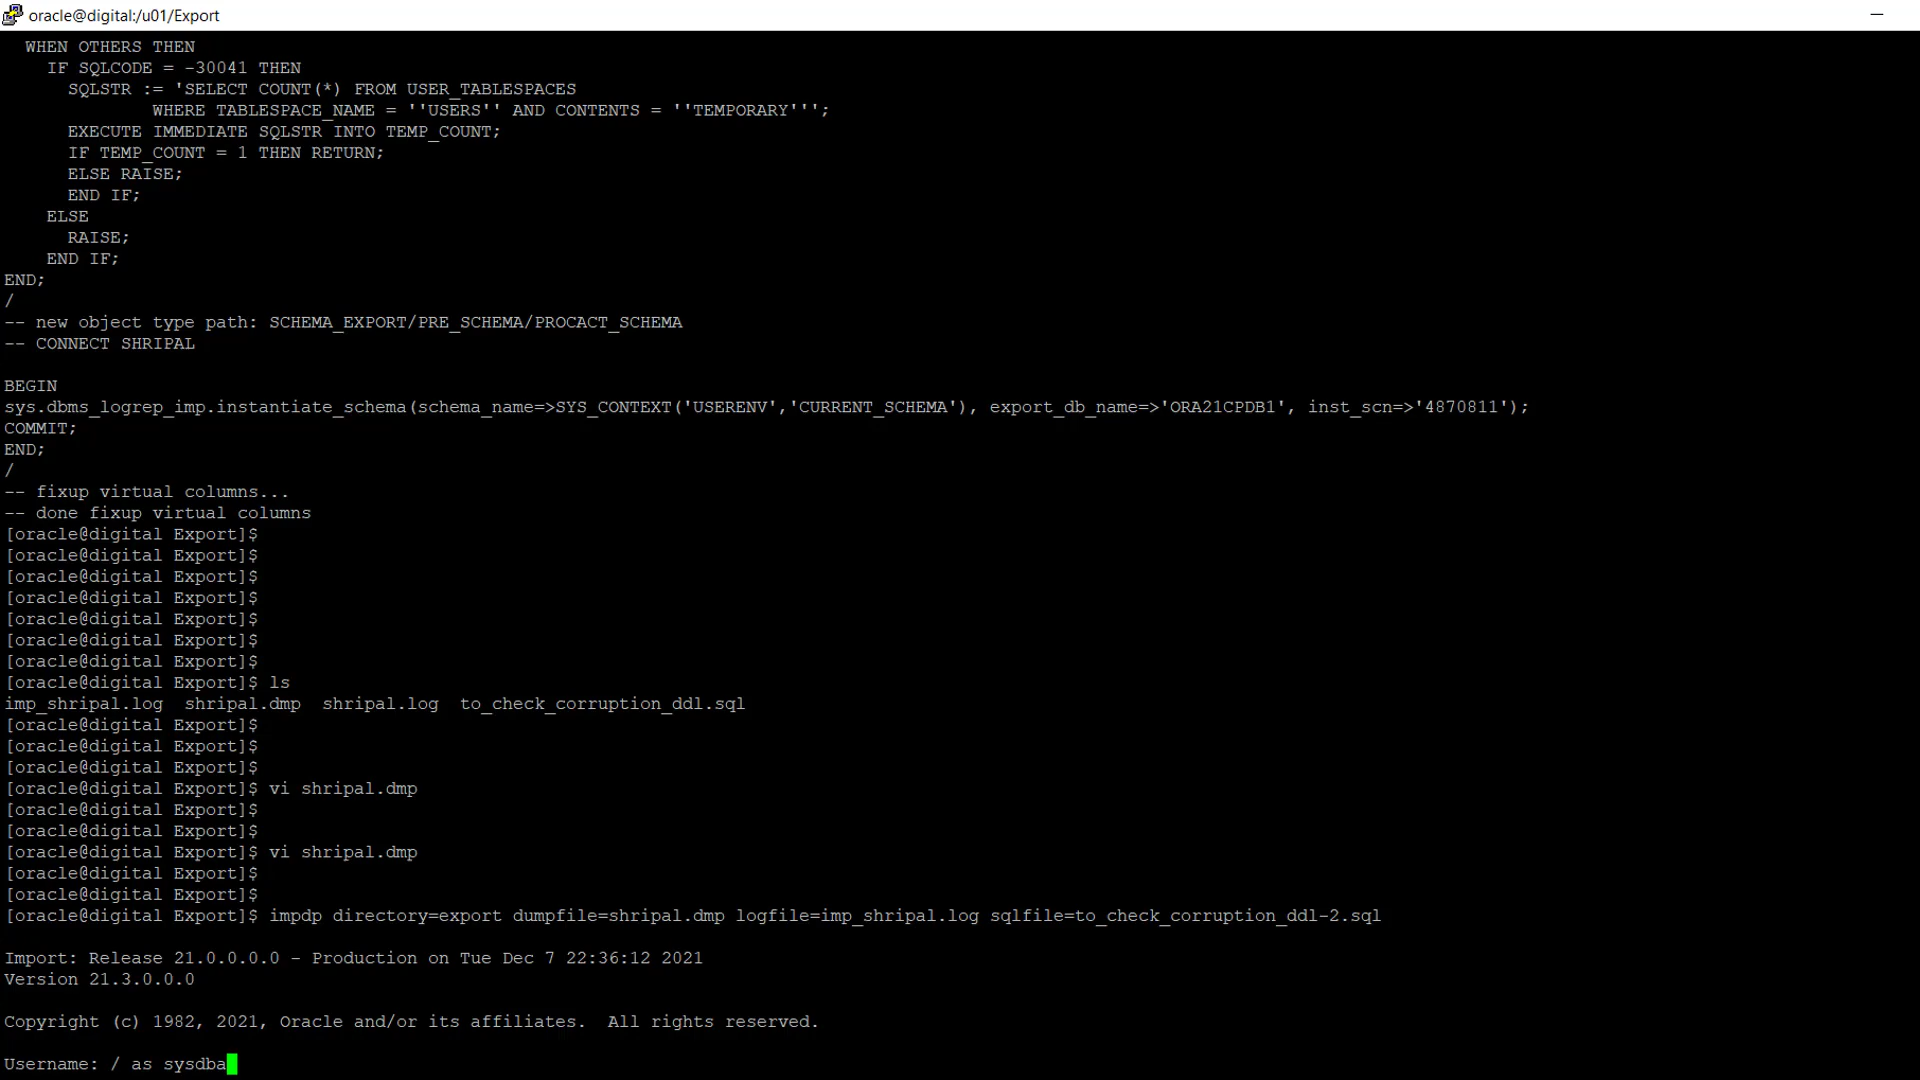 oracle@digital:/u01/Export
WHEN OTHERS THEN
IF SQLCODE = -30041 THEN
SQLSTR := 'SELECT COUNT(*) FROM USER_TABLESPACES
WHERE TABLESPACE_NAME = ''USERS'' AND CONTENTS = ''TEMPORARY''';
EXECUTE IMMEDIATE SQLSTR INTO TEMP_COUNT;
IF TEMP_COUNT = 1 THEN RETURN;
ELSE RAISE;
END IF;
ELSE
RAISE;
END IF;
END;
/
-- new object type path: SCHEMA_EXPORT/PRE_SCHEMA/PROCACT_SCHEMA
-- CONNECT SHRIPAL
BEGIN
sys.dbms_logrep_imp.instantiate_schema(schema_name=>SYS_CONTEXT('USERENV','CURRENT_SCHEMA'), export_db_name=>'ORA21CPDB1', inst_scn=>'4870811');
COMMIT;
END;
/
-- fixup virtual columns...
-- done fixup virtual columns
[oracle@digital Export]$
[oracle@digital Export]$
[oracle@digital Export]$
[oracle@digital Export]$
[oracle@digital Export]$
[oracle@digital Export]$
[oracle@digital Export]$
[oracle@digital Export]$ ls
imp_shripal.log  shripal.dmp  shripal.log  to_check_corruption_ddl.sql
[oracle@digital Export]$
[oracle@digital Export]$
[oracle@digital Export]$
[oracle@digital Export]$ vi shripal.dmp
[oracle@digital Export]$
[oracle@digital Export]$
[oracle@digital Export]$ vi shripal.dmp
[oracle@digital Export]$
[oracle@digital Export]$
[oracle@digital Export]$ impdp directory=export dumpfile=shripal.dmp logfile=imp_shripal.log sqlfile=to_check_corruption_ddl-2.sql
Import: Release 21.0.0.0.0 - Production on Tue Dec 7 22:36:12 2021
Version 21.3.0.0.0
Copyright (c) 1982, 2021, Oracle and/or its affiliates.  All rights reserved.
Username: / as sysdba